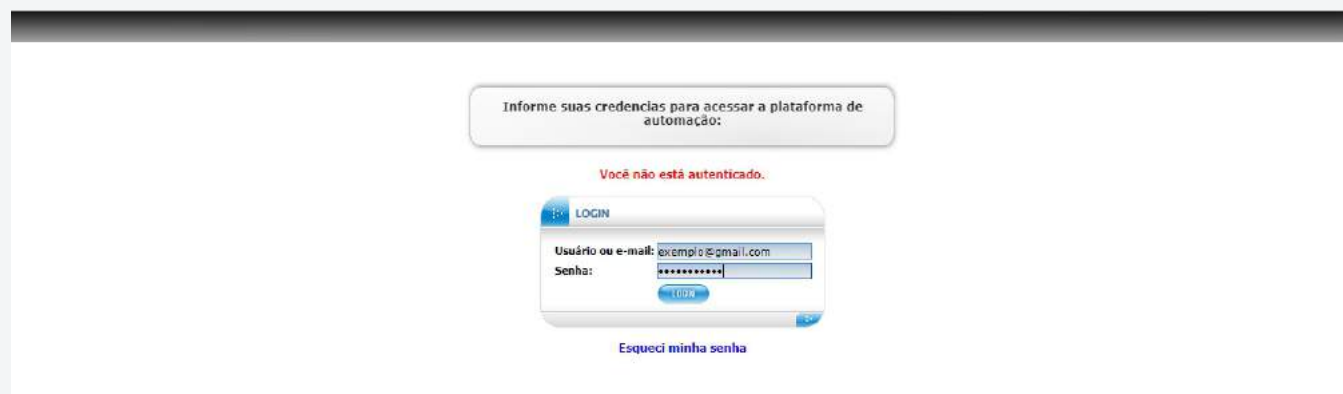 Informe suas credencias para acessar a plataforma de
automação:
Você não está autenticado.
LOGIN
Usuário ou e-mail: exemplo@gmail.com
Senha: •••••••••••
LOGIN
Esqueci minha senha